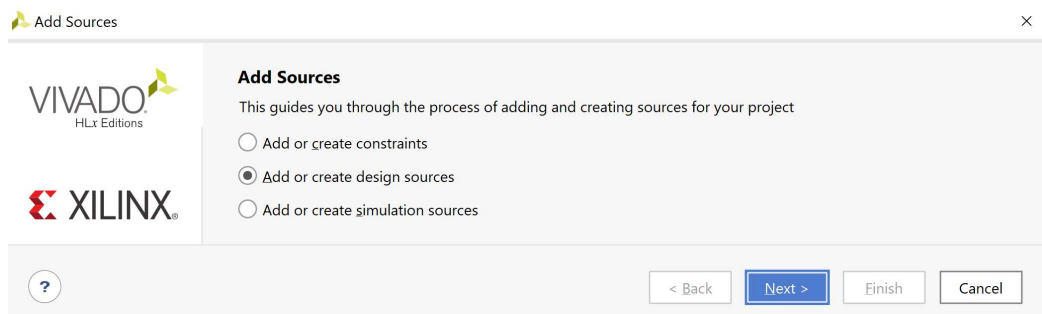 Add Sources
VIVADO.
HLx Editions
XILINX.
Add Sources
This guides you through the process of adding and creating sources for your project
Add or create constraints
Add or create design sources
Add or create simulation sources
?
< Back
Next >
Finish
Cancel